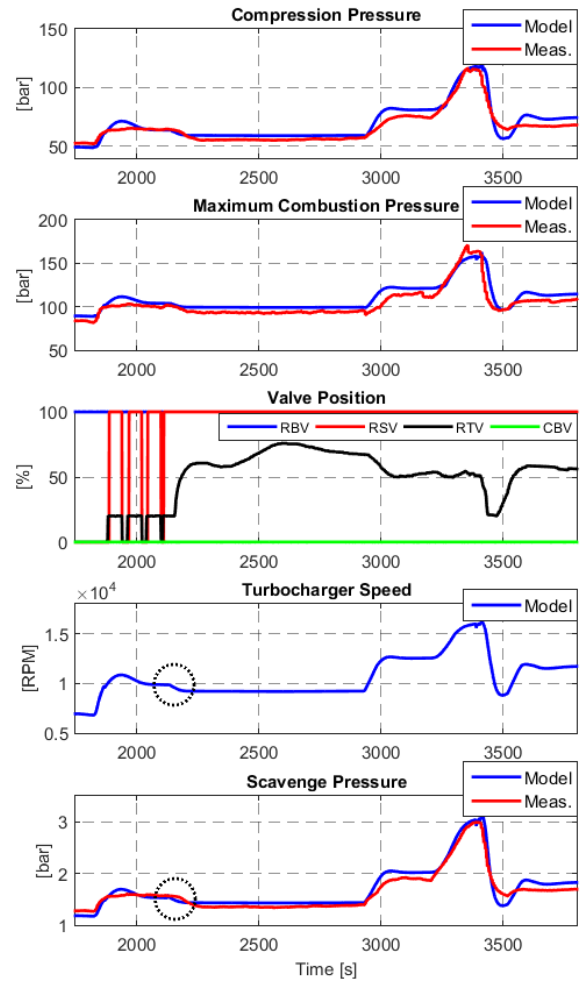 Compression Pressure
150
100
50
[bar]
Model
Meas.
2000 2500 3000 3500
Maximum Combustion Pressure
200
150
100
50
[bar]
Model
Meas.
2000 2500 3000 3500
Valve Position
100
50
0
[%]
RBV RSV RTV CBV
2000 2500 3000 3500
×10⁴
Turbocharger Speed
1.5
1
0.5
[RPM]
Model
2000 2500 3000 3500
Scavenge Pressure
3
2
1
[bar]
Model
Meas.
2000 2500 3000 3500
Time [s]